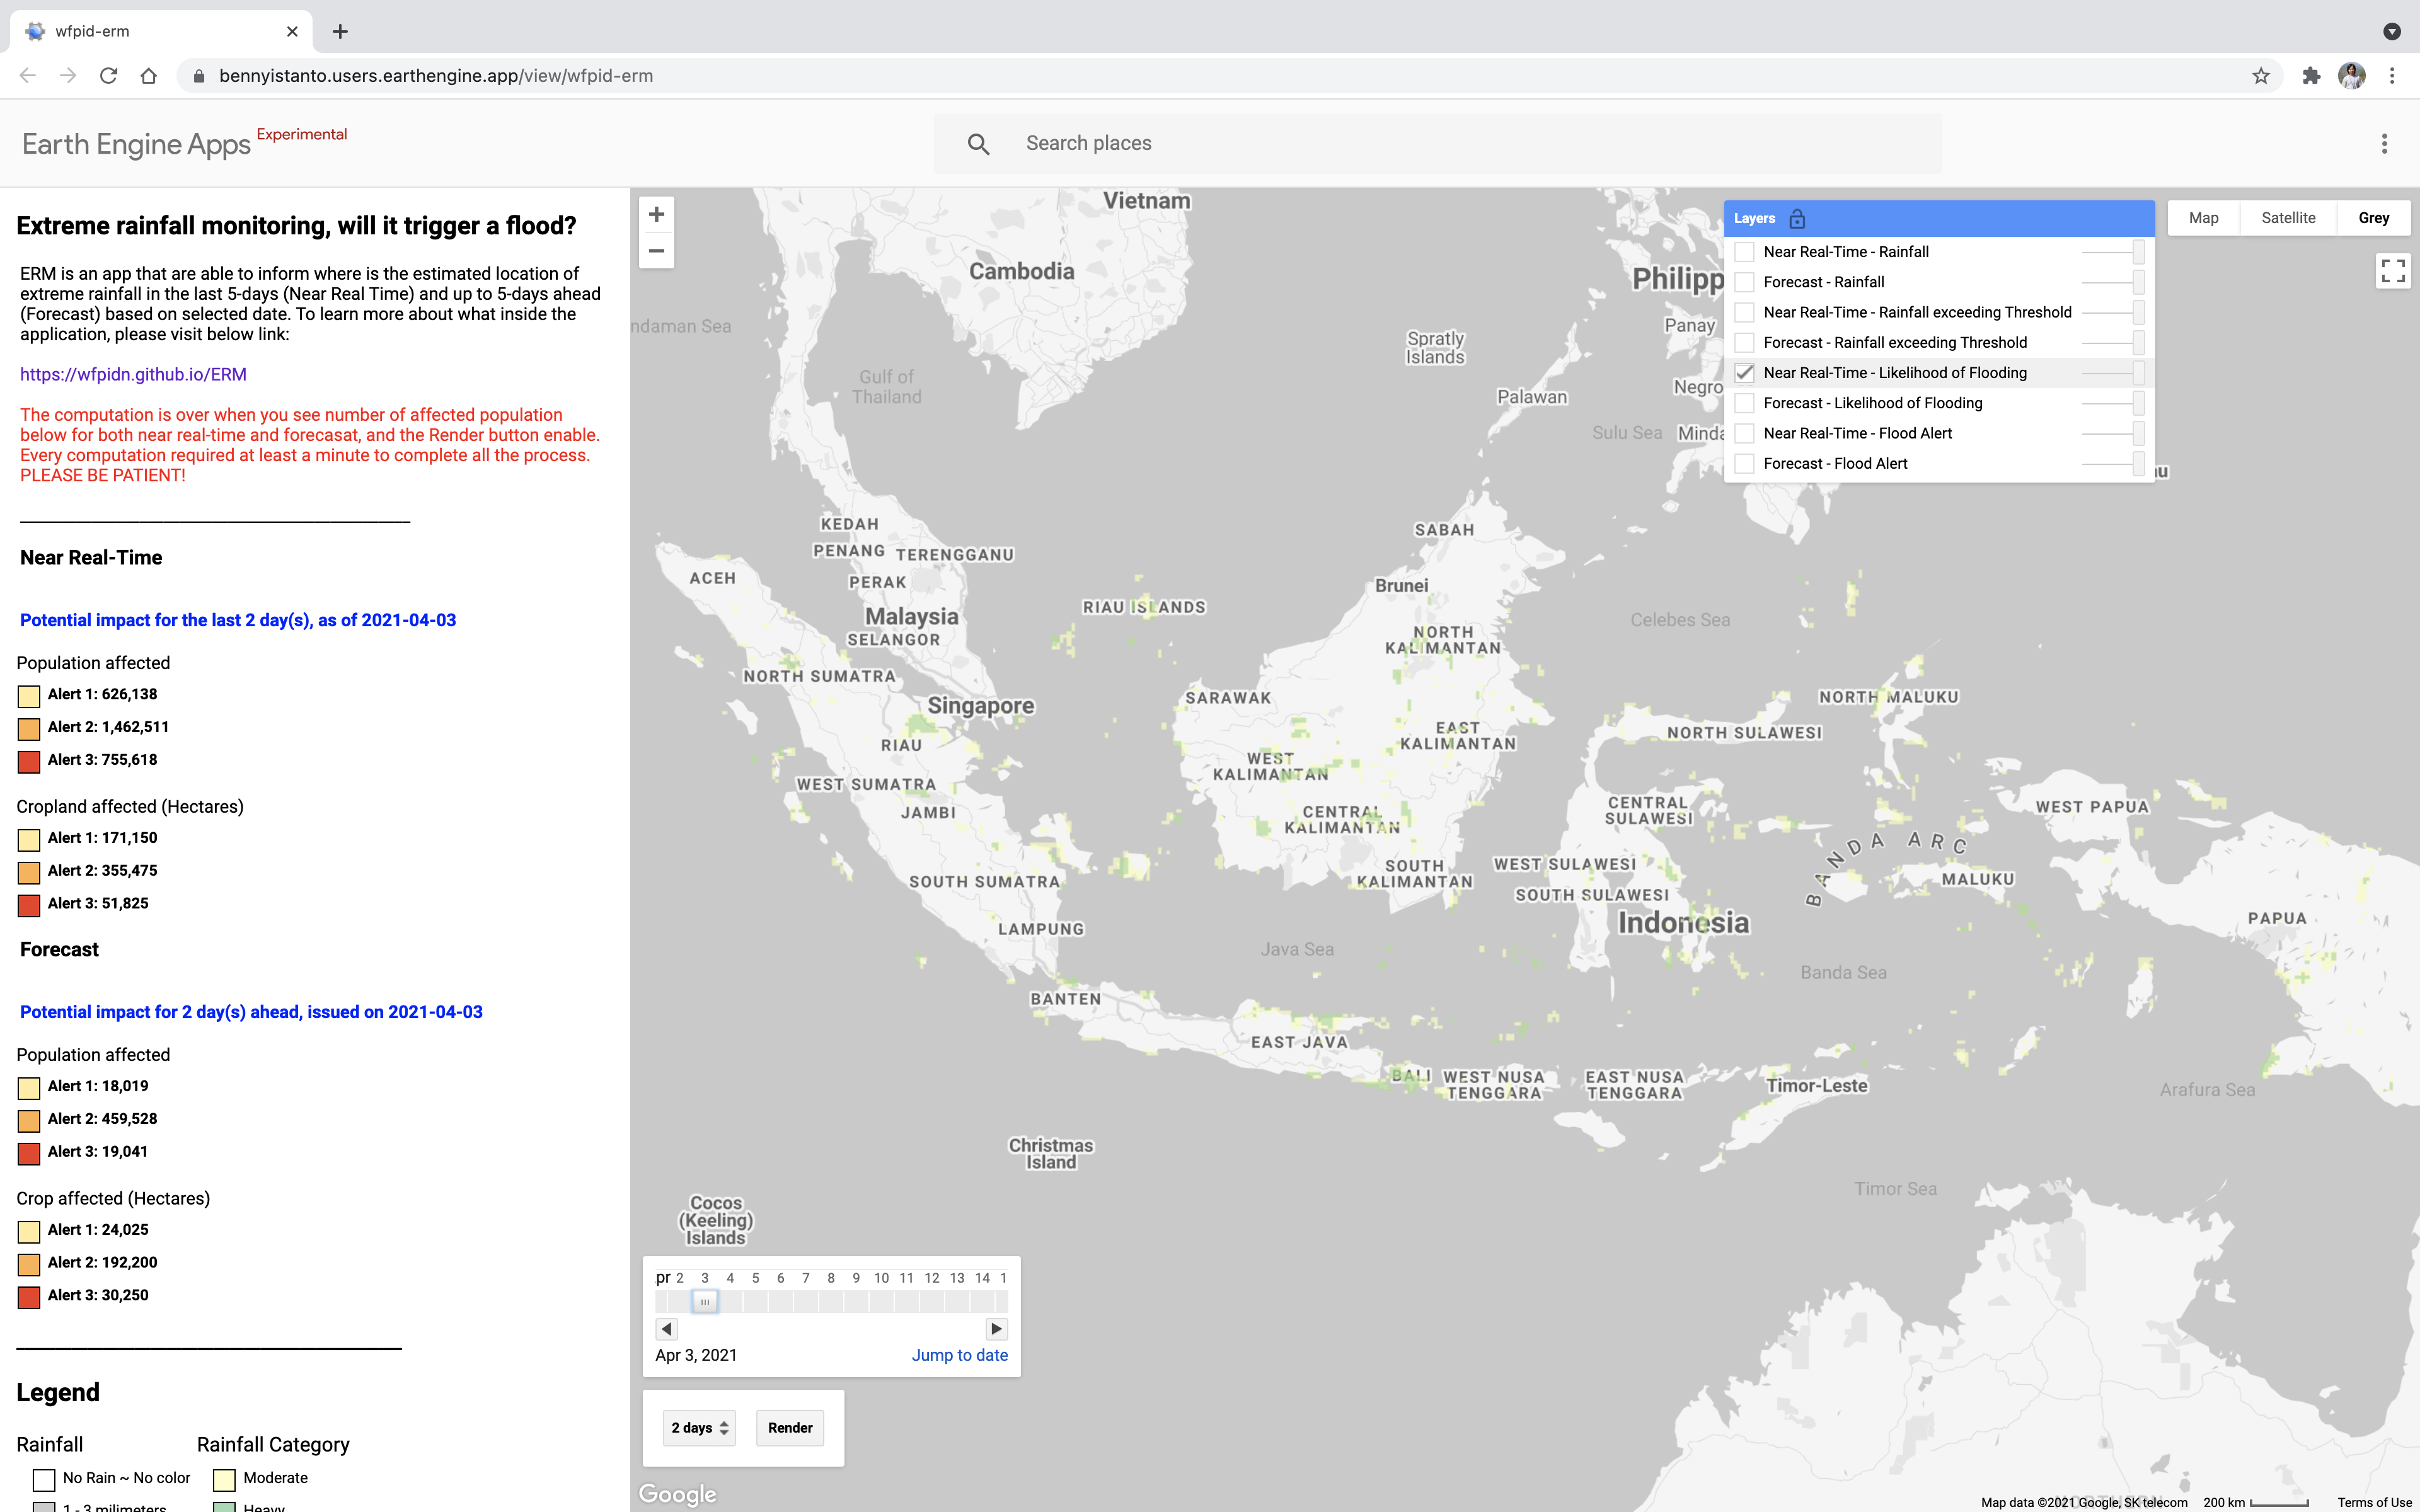 wfpid-erm
bennyistanto.users.earthengine.app/view/wfpid-erm
Earth Engine Apps Experimental
Search places
Extreme rainfall monitoring, will it trigger a flood?
ERM is an app that are able to inform where is the estimated location of
extreme rainfall in the last 5-days (Near Real Time) and up to 5-days ahead
(Forecast) based on selected date. To learn more about what inside the
application, please visit below link:
https://wfpidn.github.io/ERM
The computation is over when you see number of affected population
below for both near real-time and forecasat, and the Render button enable.
Every computation required at least a minute to complete all the process.
PLEASE BE PATIENT!
Near Real-Time
Potential impact for the last 2 day(s), as of 2021-04-03
Population affected
Alert 1: 626,138
Alert 2: 1,462,511
Alert 3: 755,618
Cropland affected (Hectares)
Alert 1: 171,150
Alert 2: 355,475
Alert 3: 51,825
Forecast
Potential impact for 2 day(s) ahead, issued on 2021-04-03
Population affected
Alert 1: 18,019
Alert 2: 459,528
Alert 3: 19,041
Crop affected (Hectares)
Alert 1: 24,025
Alert 2: 192,200
Alert 3: 30,250
Legend
Rainfall Rainfall Category
No Rain ~ No color Moderate
1 - 3 milimeters Heavy
Layers
Near Real-Time - Rainfall
Forecast - Rainfall
Near Real-Time - Rainfall exceeding Threshold
Forecast - Rainfall exceeding Threshold
Near Real-Time - Likelihood of Flooding
Forecast - Likelihood of Flooding
Near Real-Time - Flood Alert
Forecast - Flood Alert
Map Satellite Grey
Vietnam
Cambodia
Philipp
ndaman Sea
Panay
Spratly
Islands
Gulf of
Thailand
Negro
Palawan
Sulu Sea Minda
au
KEDAH
SABAH
PENANG TERENGGANU
ACEH PERAK
Brunei
RIAU ISLANDS
Malaysia
Celebes Sea
SELANGOR
NORTH
KALIMANTAN
NORTH SUMATRA
SARAWAK
NORTH MALUKU
Singapore
EAST
KALIMANTAN
NORTH SULAWESI
RIAU
WEST
KALIMANTAN
WEST SUMATRA
CENTRAL
SULAWESI
WEST PAPUA
JAMBI
CENTRAL
KALIMANTAN
BANDA ARC
WEST SULAWESI
SOUTH
KALIMANTAN
SOUTH SUMATRA
MALUKU
SOUTH SULAWESI
Indonesia
PAPUA
LAMPUNG
Java Sea
Banda Sea
BANTEN
EAST JAVA
BALI
WEST NUSA
TENGGARA
EAST NUSA
TENGGARA
Timor-Leste
Arafura Sea
Christmas
Island
Timor Sea
Cocos
(Keeling)
Islands
pr 2 3 4 5 6 7 8 9 10 11 12 13 14 1
Apr 3, 2021 Jump to date
2 days Render
Google
Map data ©2021 Google, SK telecom 200 km Terms of Use